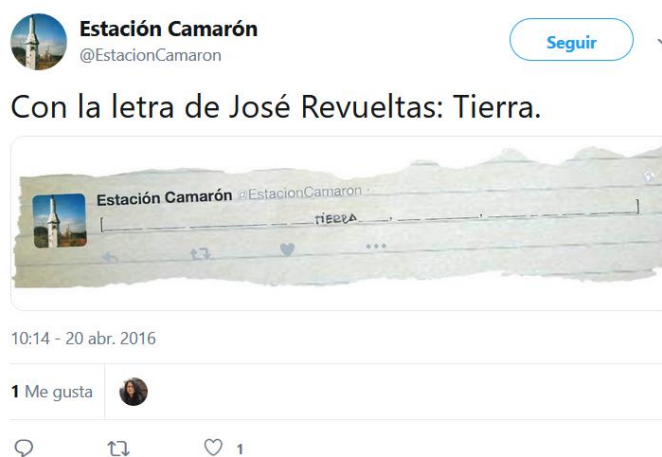 Estación Camarón
@EstacionCamaron
Seguir
Con la letra de José Revueltas: Tierra.
Estación Camarón @EstacionCamaron ·
[ TIERRA . . . ]
10:14 - 20 abr. 2016
1 Me gusta
1